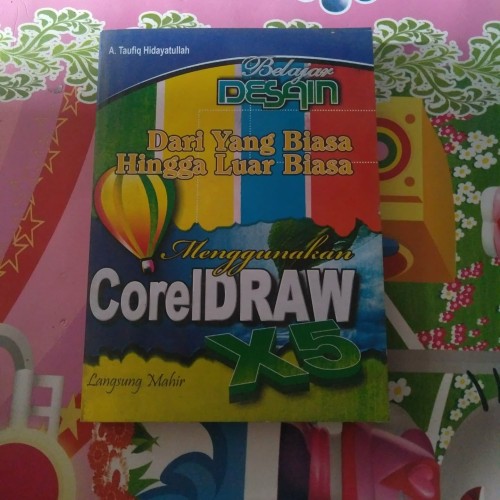 A. Taufiq Hidayatullah
Belajar
DESAIN
Dari Yang Biasa
Hingga Luar Biasa
Menggunakan
CorelDRAW
X5
Langsung Mahir